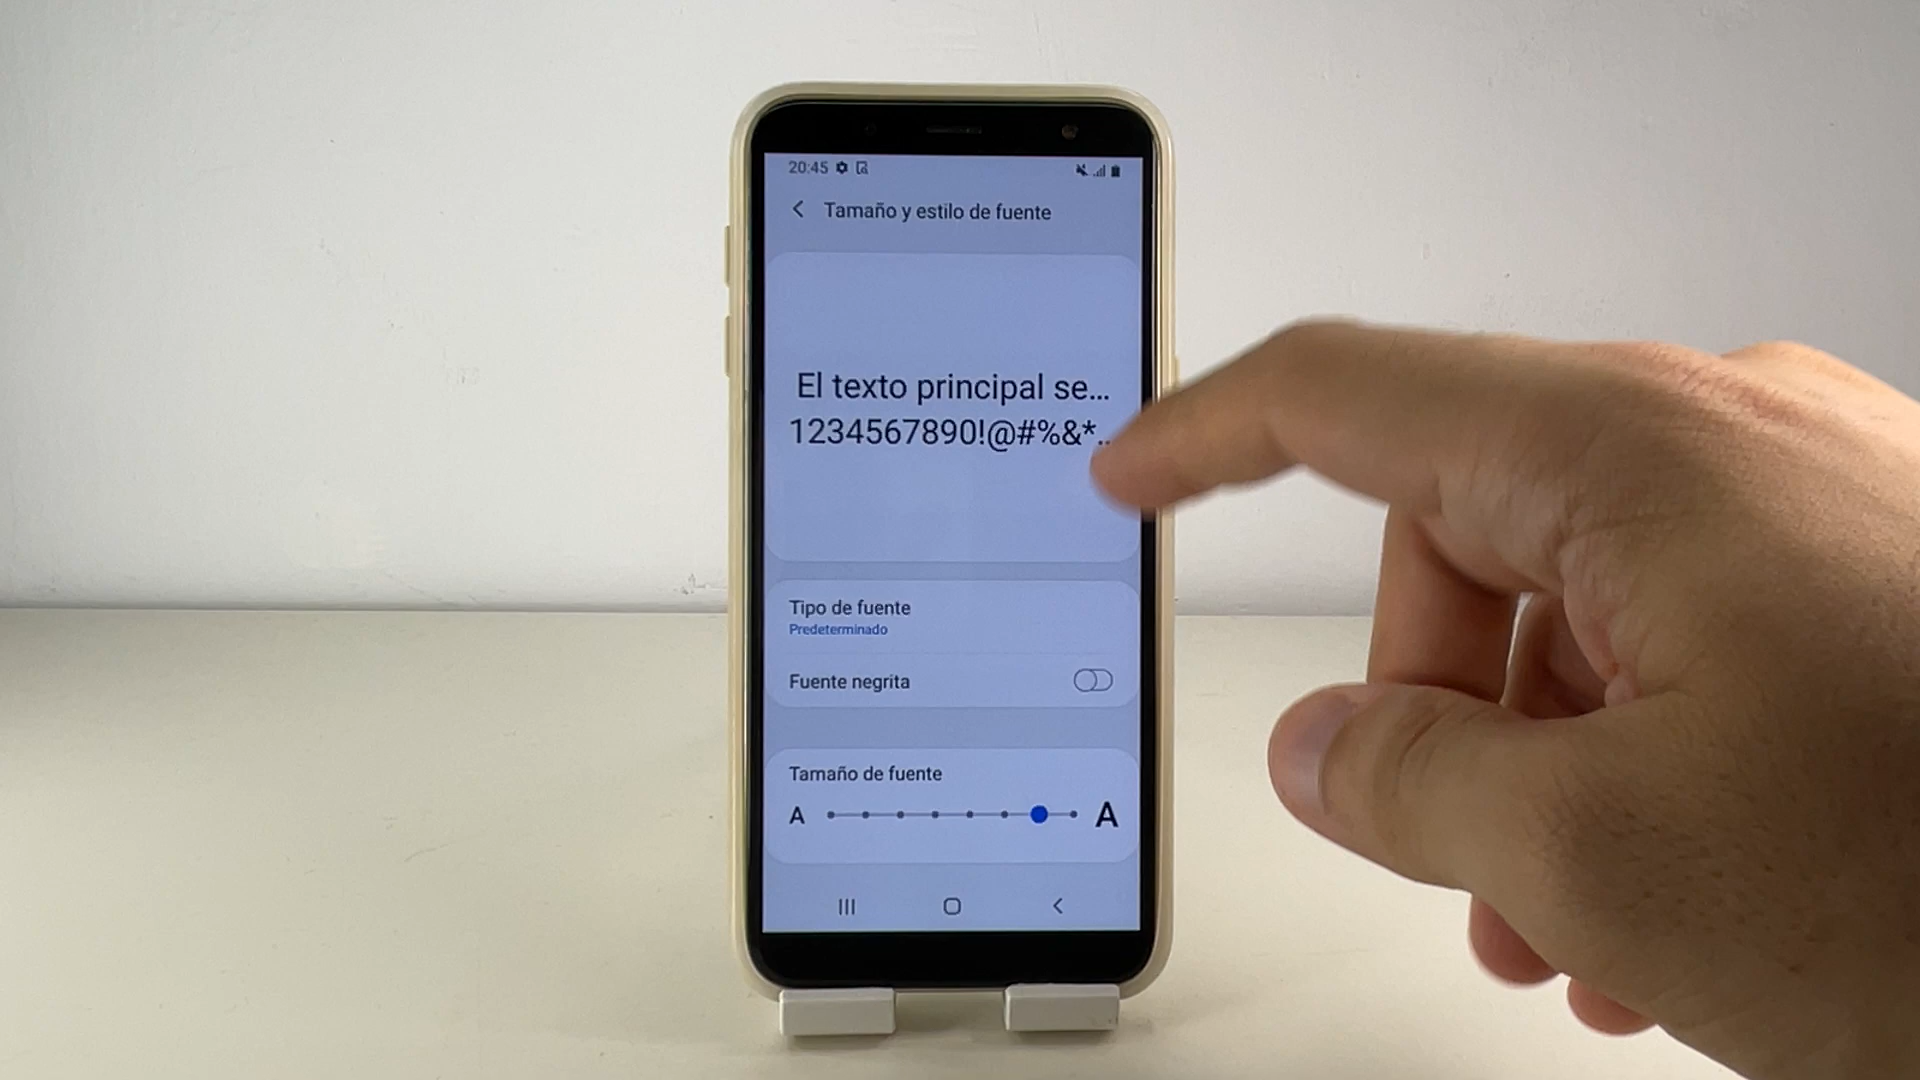 20:45
Tamaño y estilo de fuente
El texto principal se...
1234567890!@#%&*..
Tipo de fuente
Predeterminado
Fuente negrita
Tamaño de fuente
A A